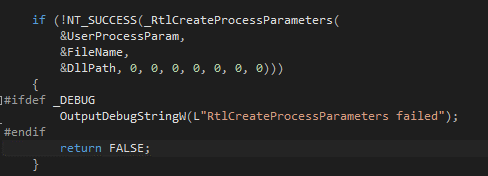 if (!NT_SUCCESS(_RtlCreateProcessParameters(
&UserProcessParam,
&FileName,
&DllPath, 0, 0, 0, 0, 0, 0, 0)))
{
#ifdef _DEBUG
OutputDebugStringW(L"RtlCreateProcessParameters failed");
#endif
return FALSE;
}